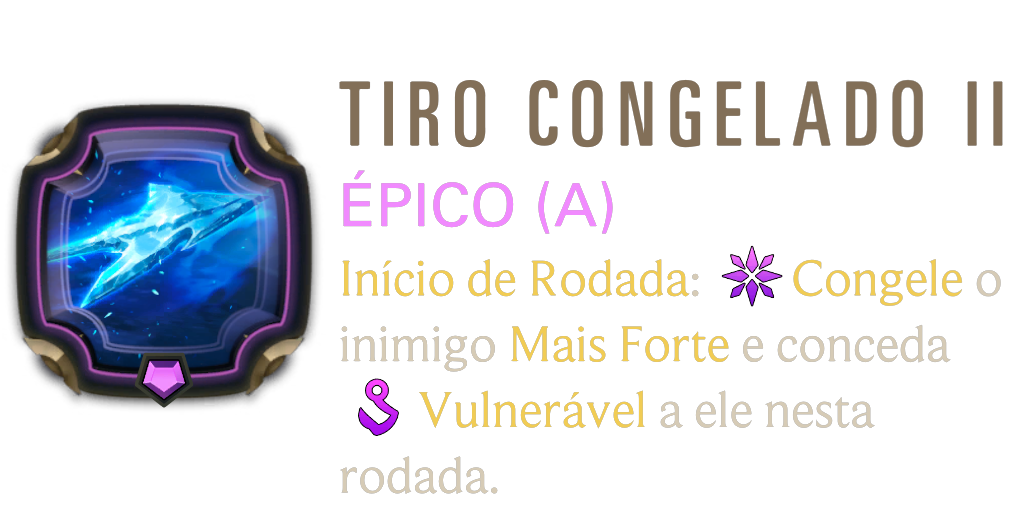 TIRO CONGELADO II
ÉPICO (A)
Início de Rodada: Congele o
inimigo Mais Forte e conceda
Vulnerável a ele nesta
rodada.